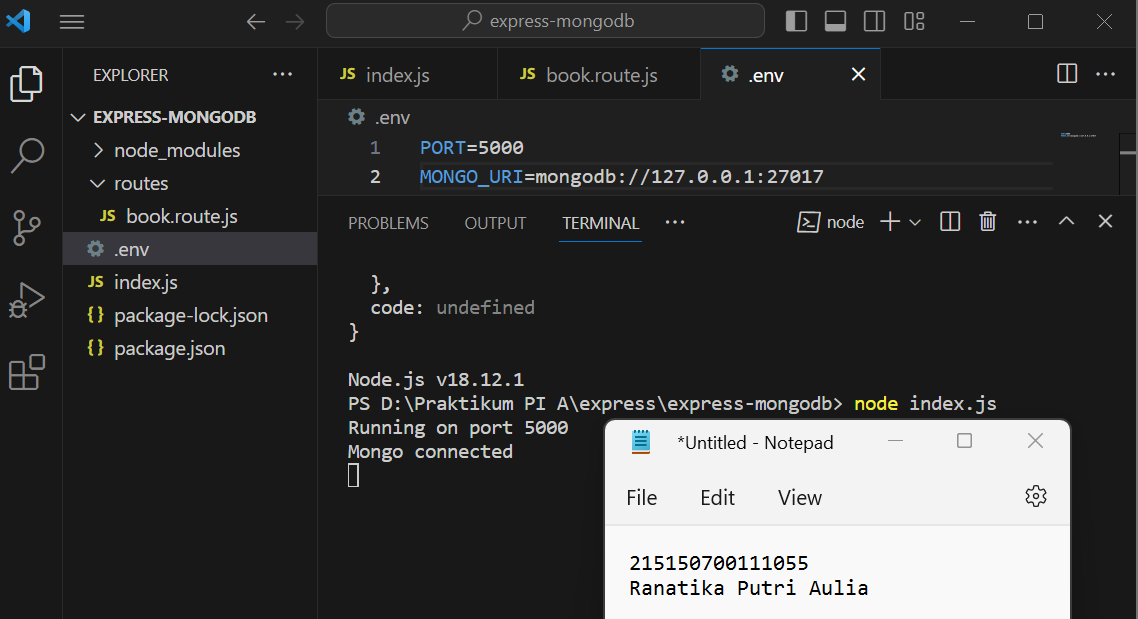 express-mongodb
EXPLORER
EXPRESS-MONGODB
node_modules
routes
JS book.route.js
.env
JS index.js
{} package-lock.json
{} package.json
JS index.js
JS book.route.js
.env
.env
1 PORT=5000
2 MONGO_URI=mongodb://127.0.0.1:27017
PROBLEMS OUTPUT TERMINAL ···
node
},
code: undefined
}
Node.js v18.12.1
PS D:\Praktikum PI A\express\express-mongodb> node index.js
Running on port 5000
Mongo connected
*Untitled - Notepad
File Edit View
215150700111055
Ranatika Putri Aulia